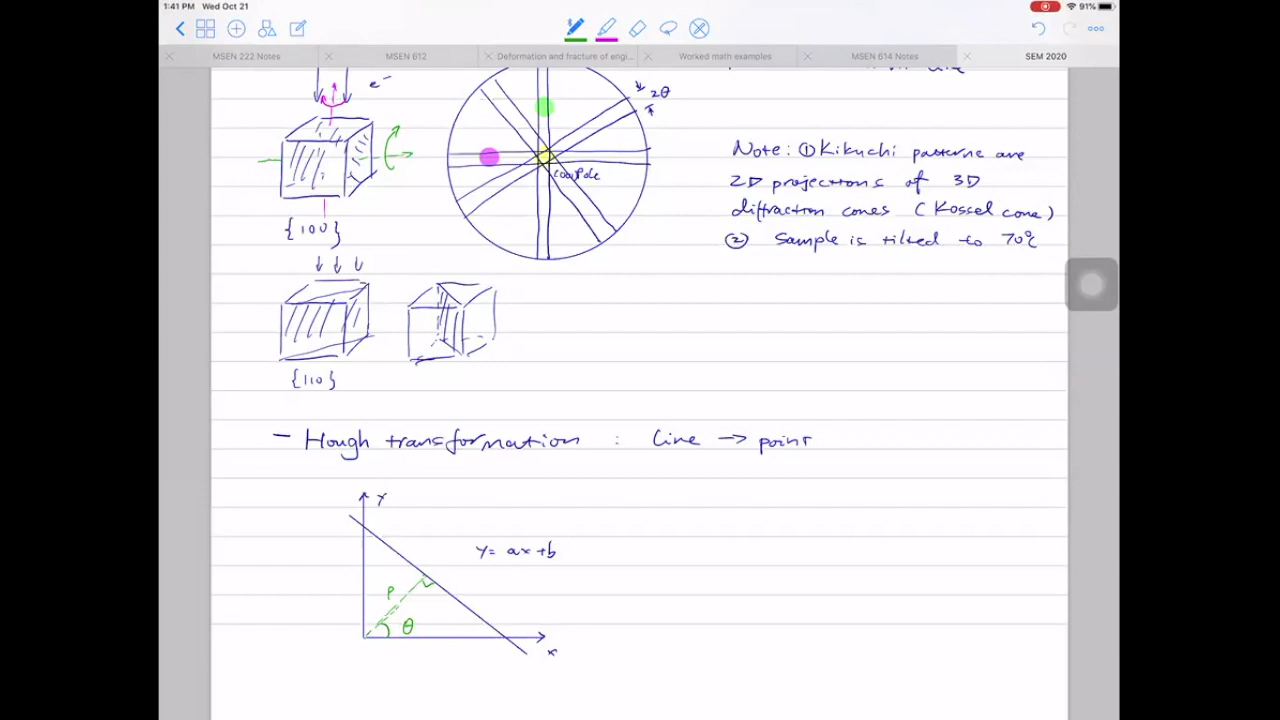 1:41 PM Wed Oct 21
91%
MSEN 222 Notes
MSEN 612
Deformation and fracture of engi...
Worked math examples
MSEN 614 Notes
SEM 2020
e⁻
2θ
Note: ① Kikuchi patterns are
2D projections of 3D
diffraction cones (Kossel cone)
② Sample is tilted to 70°
{100}
{110}
- Hough transformation : Line → point
Y
y = ax + b
ρ
θ
x